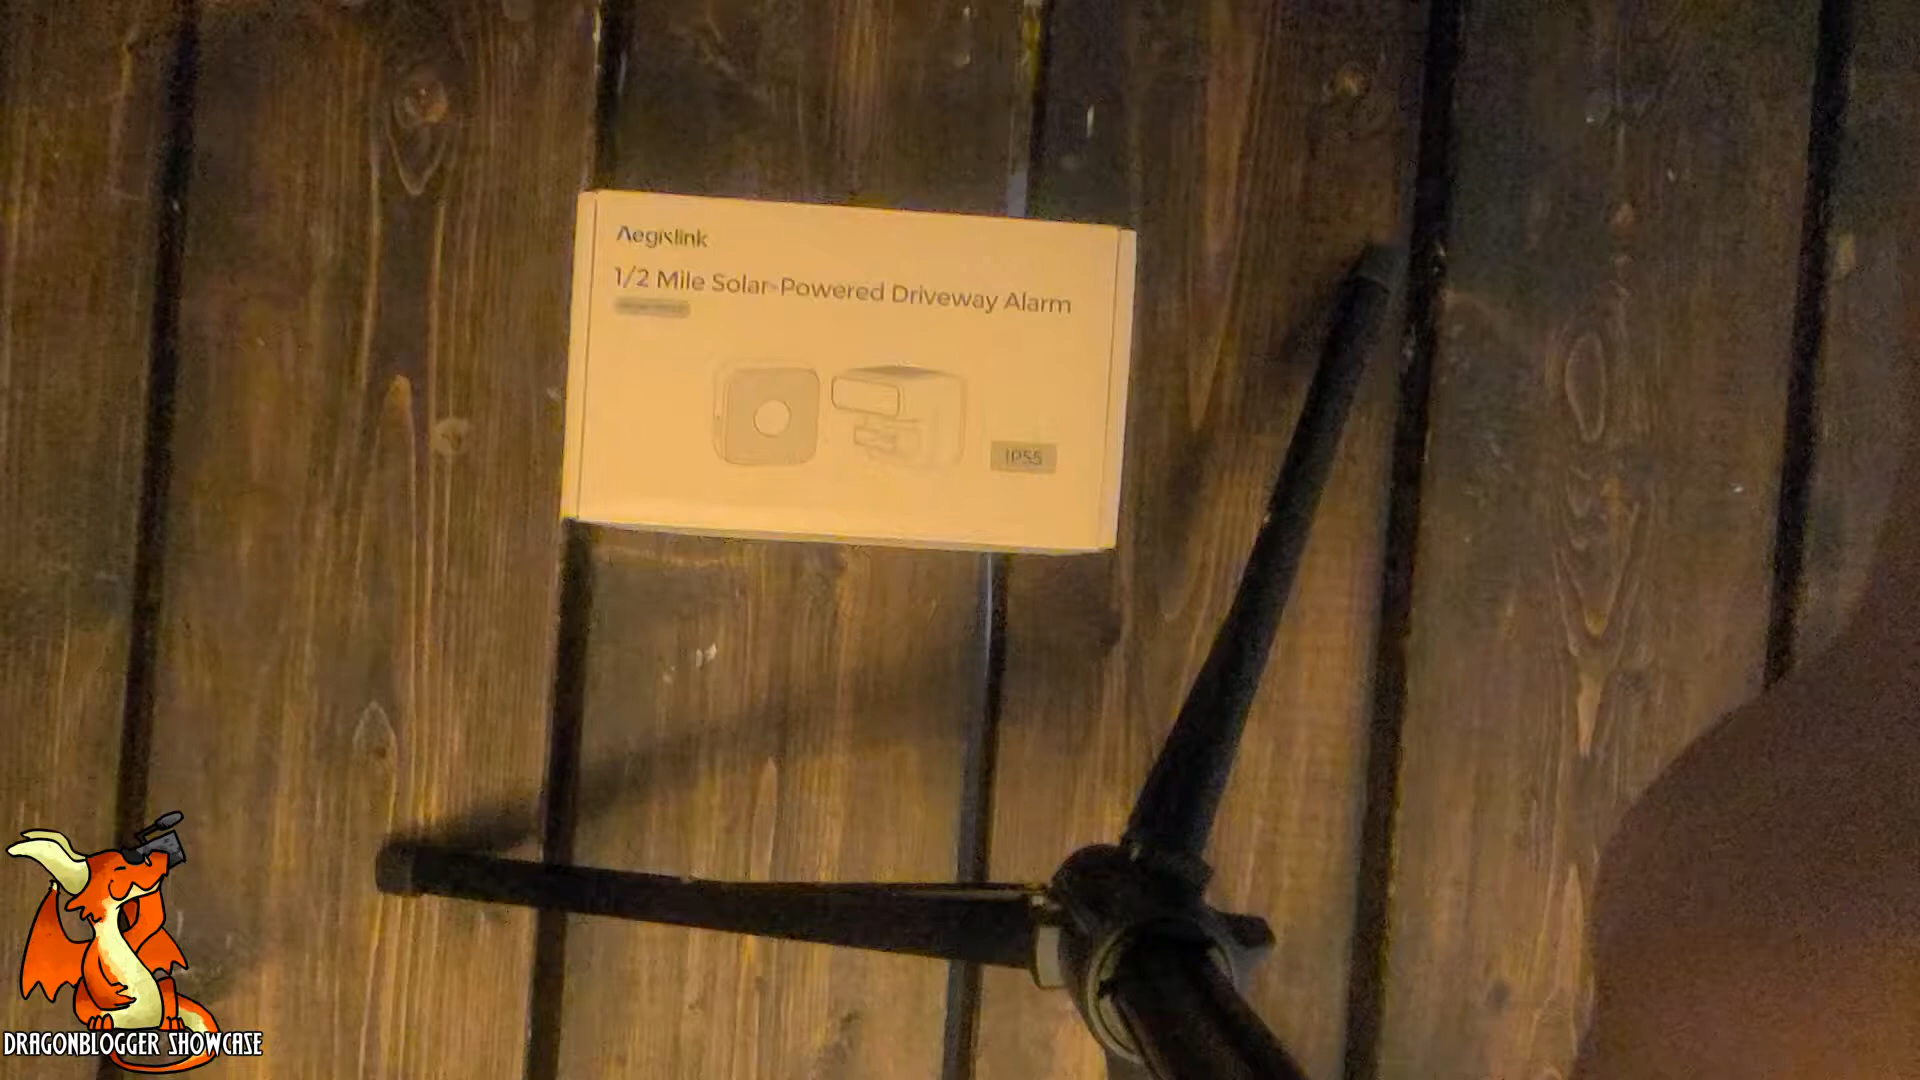 Aegislink
1/2 Mile Solar-Powered Driveway Alarm
IP55
DRAGONBLOGGER SHOWCASE